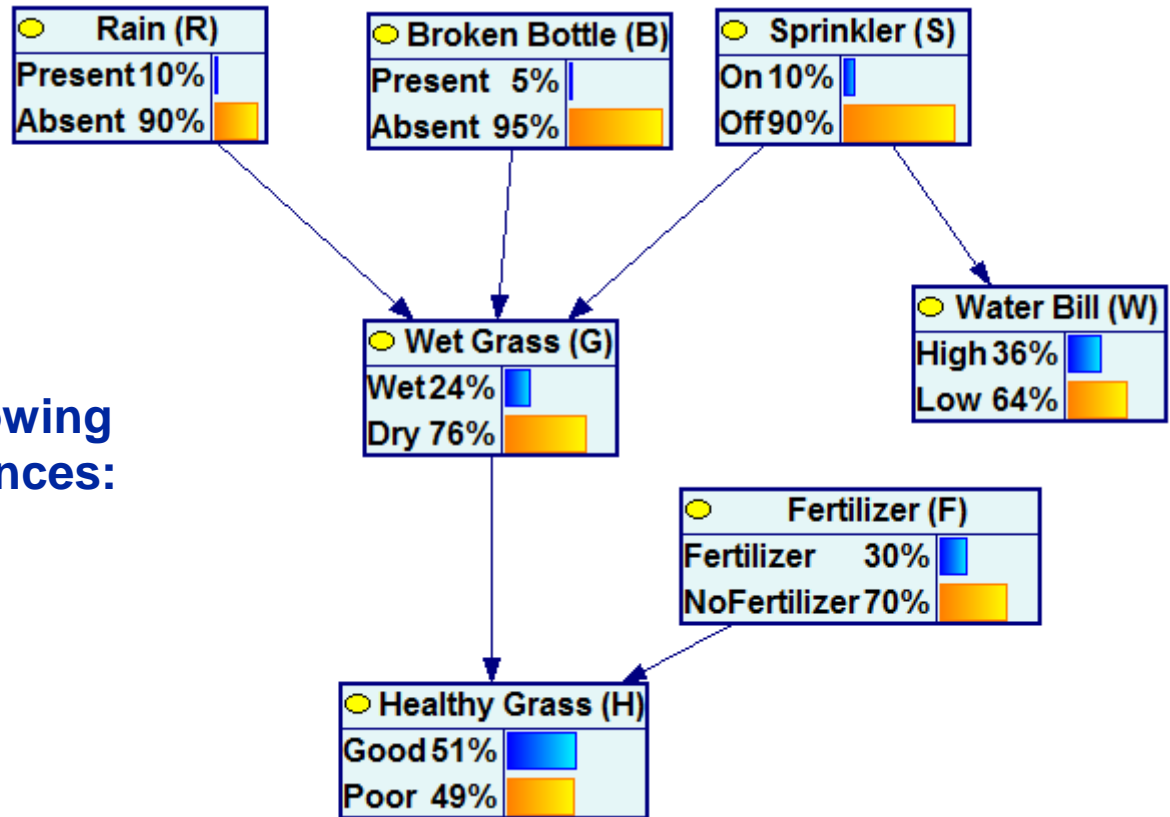 Rain (R)
Present 10%
Absent 90%
Broken Bottle (B)
Present 5%
Absent 95%
Sprinkler (S)
On 10%
Off 90%
Wet Grass (G)
Wet 24%
Dry 76%
Water Bill (W)
High 36%
Low 64%
owing
nces:
Fertilizer (F)
Fertilizer 30%
NoFertilizer 70%
Healthy Grass (H)
Good 51%
Poor 49%